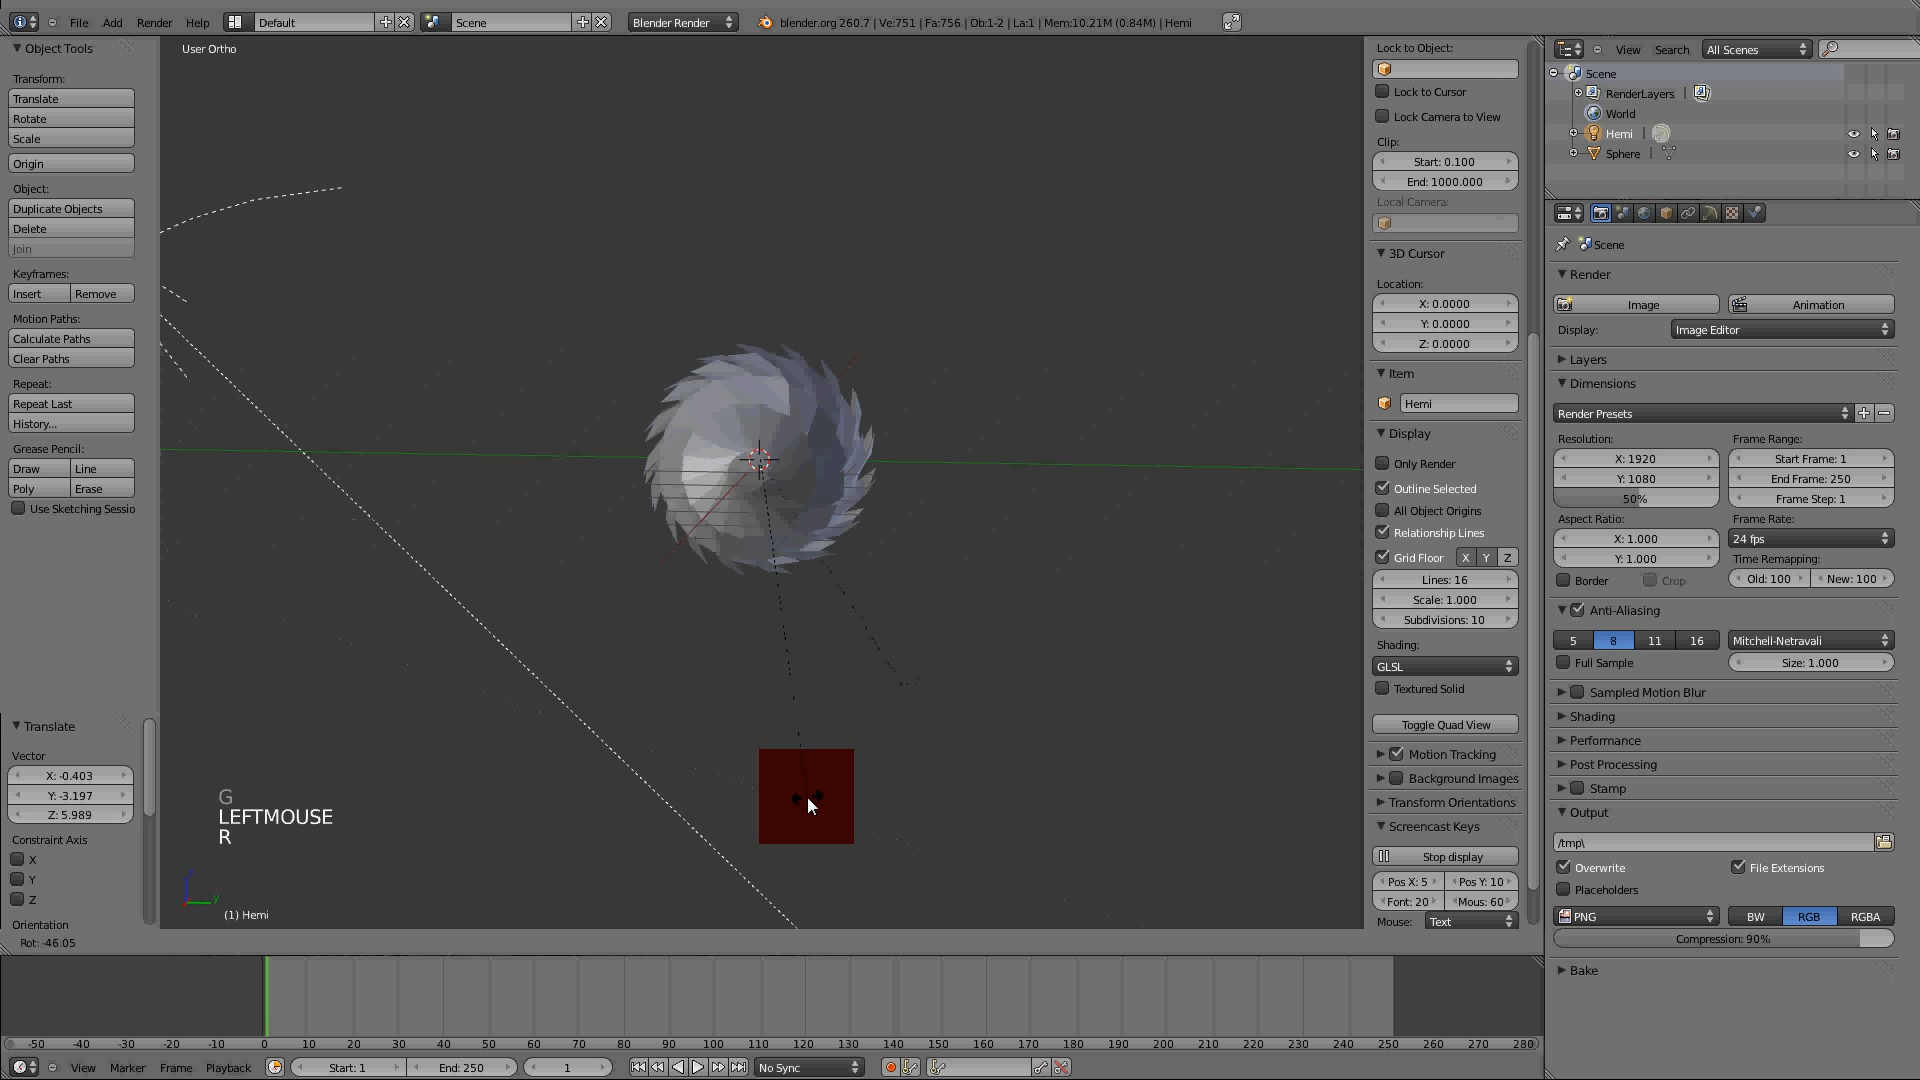 File Add Render Help Default Scene Blender Render blender.org 260.7 | Ve:751 | Fa:756 | Ob:1-2 | La:1 | Mem:10.21M (0.84M) | Hemi
Object Tools
Transform:
Translate
Rotate
Scale
Origin
Object:
Duplicate Objects
Delete
Join
Keyframes:
Insert Remove
Motion Paths:
Calculate Paths
Clear Paths
Repeat:
Repeat Last
History...
Grease Pencil:
Draw Line
Poly Erase
Use Sketching Sessio
Translate
Vector
X: -0.403
Y: -3.197
Z: 5.989
Constraint Axis
X
Y
Z
Orientation
Rot: -46.05
User Ortho
G
LEFTMOUSE
R
y
(1) Hemi
Lock to Object:
Lock to Cursor
Lock Camera to View
Clip:
Start: 0.100
End: 1000.000
Local Camera:
3D Cursor
Location:
X: 0.0000
Y: 0.0000
Z: 0.0000
Item
Hemi
Display
Only Render
Outline Selected
All Object Origins
Relationship Lines
Grid Floor X Y Z
Lines: 16
Scale: 1.000
Subdivisions: 10
Shading:
GLSL
Textured Solid
Toggle Quad View
Motion Tracking
Background Images
Transform Orientations
Screencast Keys
Stop display
Pos X: 5 Pos Y: 10
Font: 20 Mous: 60
Mouse: Text
View Search All Scenes
Scene
RenderLayers |
World
Hemi |
Sphere |
Scene
Render
Image Animation
Display: Image Editor
Layers
Dimensions
Render Presets
Resolution: Frame Range:
X: 1920 Start Frame: 1
Y: 1080 End Frame: 250
50% Frame Step: 1
Aspect Ratio: Frame Rate:
X: 1.000 24 fps
Y: 1.000 Time Remapping:
Border Crop Old: 100 New: 100
Anti-Aliasing
5 8 11 16 Mitchell-Netravali
Full Sample Size: 1.000
Sampled Motion Blur
Shading
Performance
Post Processing
Stamp
Output
/tmp\
Overwrite File Extensions
Placeholders
PNG BW RGB RGBA
Compression: 90%
Bake
-50 -40 -30 -20 -10 0 10 20 30 40 50 60 70 80 90 100 110 120 130 140 150 160 170 180 190 200 210 220 230 240 250 260 270 280
View Marker Frame Playback Start: 1 End: 250 1 No Sync